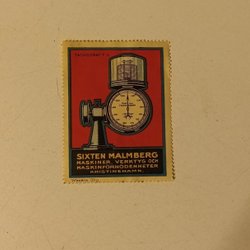 SIXTEN MALMBERG
MASKINER, VERKTYG OCH
MASKINFÖRNÖDENHETER
KRISTINEHAMN.